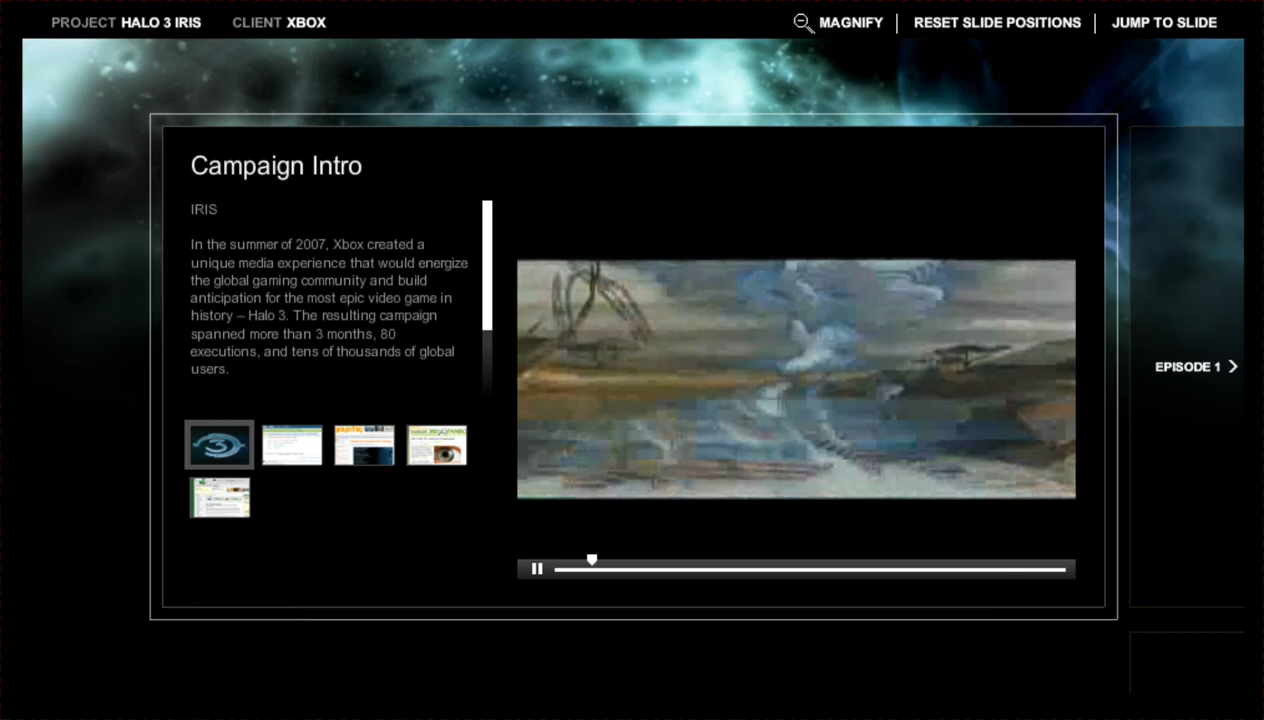 PROJECT HALO 3 IRIS CLIENT XBOX
MAGNIFY
RESET SLIDE POSITIONS
JUMP TO SLIDE
Campaign Intro
IRIS
In the summer of 2007, Xbox created a
unique media experience that would energize
the global gaming community and build
anticipation for the most epic video game in
history – Halo 3. The resulting campaign
spanned more than 3 months, 80
executions, and tens of thousands of global
users.
3
EPISODE 1